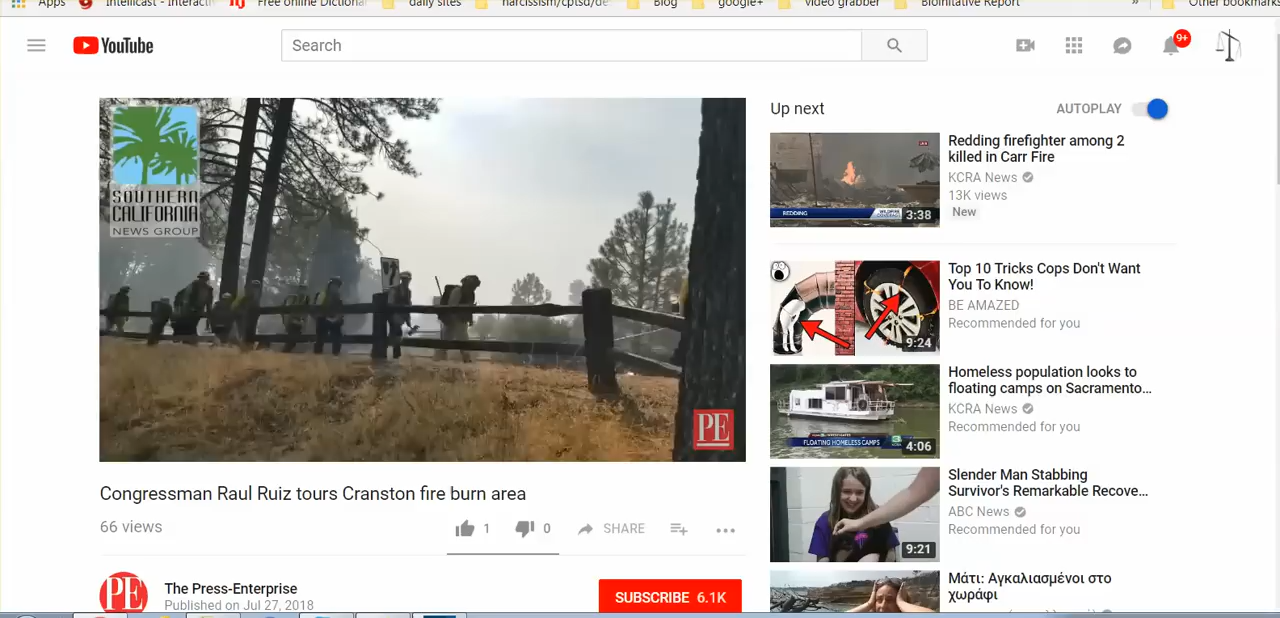 Apps
Intellicast - Interacti
Free online Dictionar
daily sites
narcissism/cptsd/de
Blog
google+
video grabber
BioInitiative Report
»
Other bookmarks
YouTube
Search
9+
SOUTHERN
CALIFORNIA
NEWS GROUP
PE
Congressman Raul Ruiz tours Cranston fire burn area
66 views
1
0
SHARE
PE
The Press-Enterprise
Published on Jul 27, 2018
SUBSCRIBE 6.1K
Up next
AUTOPLAY
REDDING
3:38
Redding firefighter among 2
killed in Carr Fire
KCRA News
13K views
New
9:24
Top 10 Tricks Cops Don't Want
You To Know!
BE AMAZED
Recommended for you
FLOATING HOMELESS CAMPS
4:06
Homeless population looks to
floating camps on Sacramento...
KCRA News
Recommended for you
9:21
Slender Man Stabbing
Survivor's Remarkable Recove...
ABC News
Recommended for you
Μάτι: Αγκαλιασμένοι στο
χωράφι